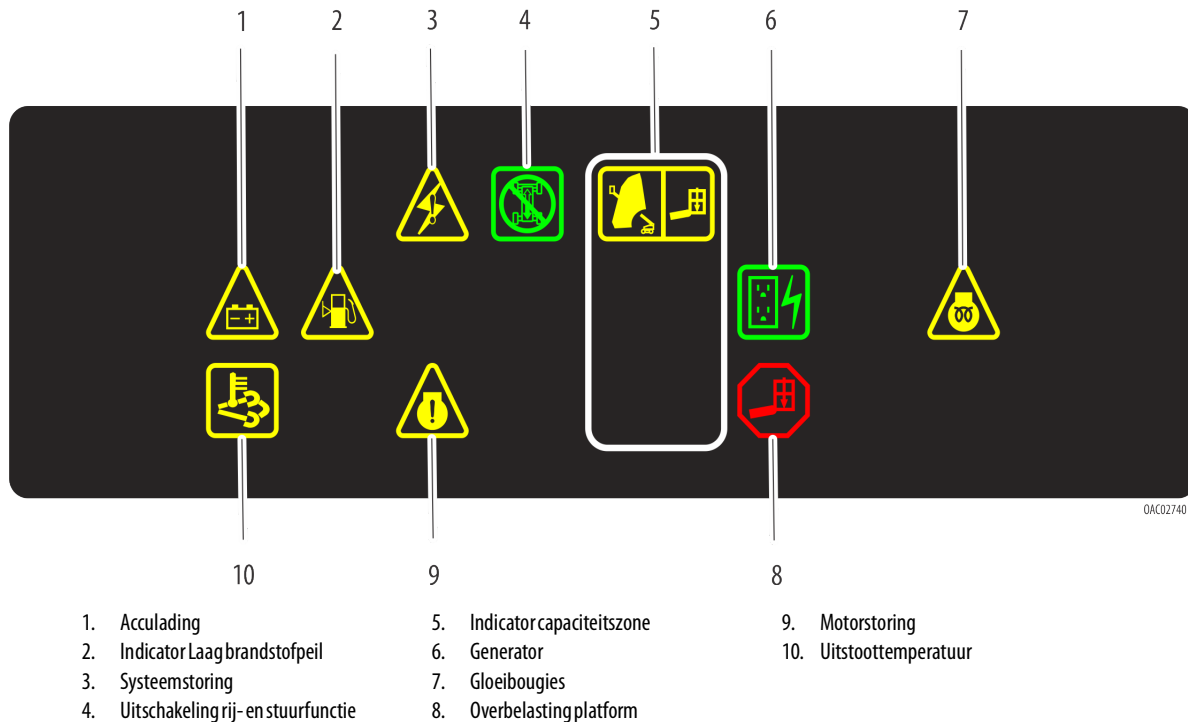 1 2 3 4 5 6 7
OAC02740
10 9 8
1. Acculading
2. Indicator Laag brandstofpeil
3. Systeemstoring
4. Uitschakeling rij- en stuurfunctie
5. Indicator capaciteitszone
6. Generator
7. Gloeibougies
8. Overbelasting platform
9. Motorstoring
10. Uitstoottemperatuur